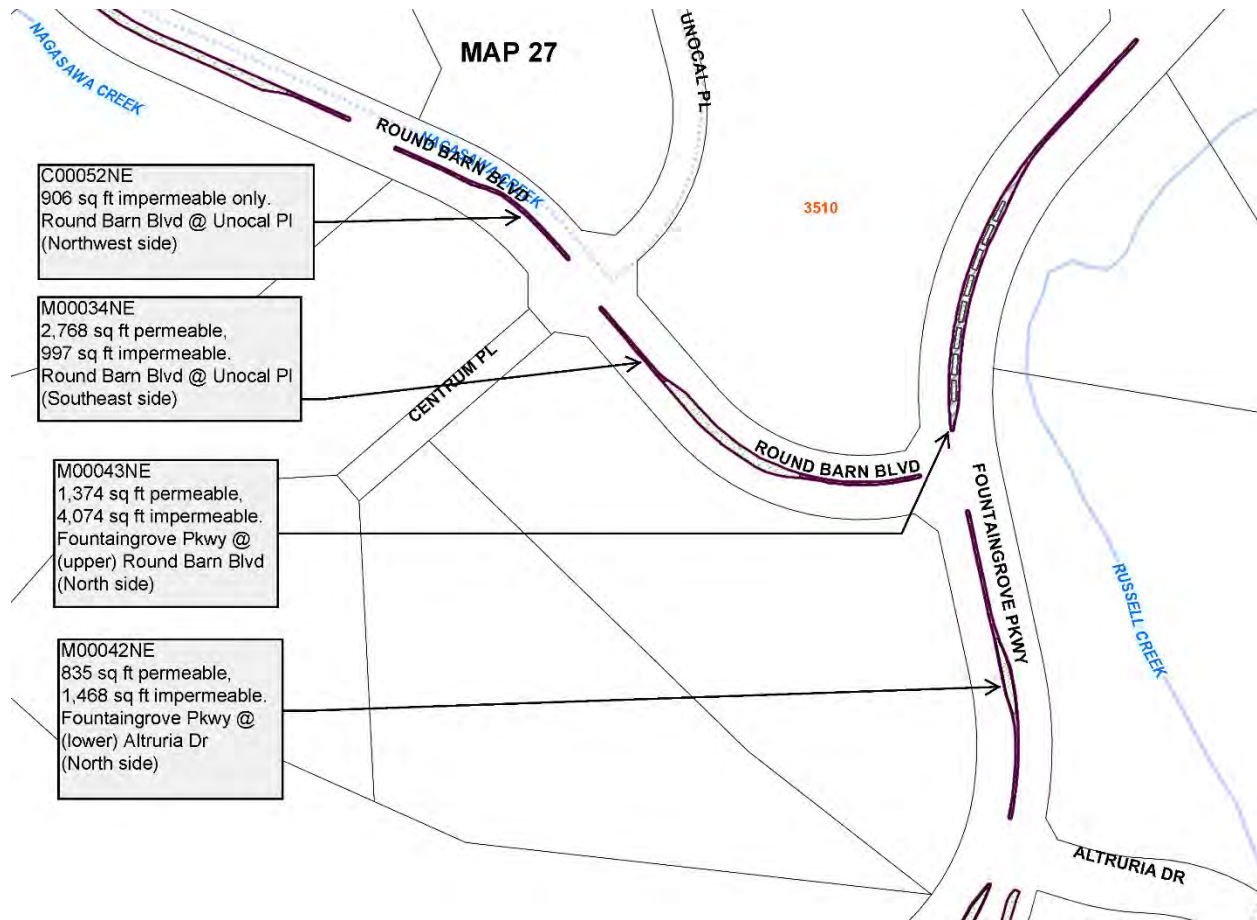 MAP 27
UNOCAL PL
NAGASAWA CREEK
ROUND BARN BLVD
NAGASAWA CREEK
3510
C00052NE
906 sq ft impermeable only.
Round Barn Blvd @ Unocal Pl
(Northwest side)
M00034NE
2,768 sq ft permeable,
997 sq ft impermeable.
Round Barn Blvd @ Unocal Pl
(Southeast side)
CENTRUM PL
ROUND BARN BLVD
M00043NE
1,374 sq ft permeable,
4,074 sq ft impermeable.
Fountaingrove Pkwy @
(upper) Round Barn Blvd
(North side)
FOUNTAINGROVE PKWY
RUSSELL CREEK
M00042NE
835 sq ft permeable,
1,468 sq ft impermeable.
Fountaingrove Pkwy @
(lower) Altruria Dr
(North side)
ALTRURIA DR